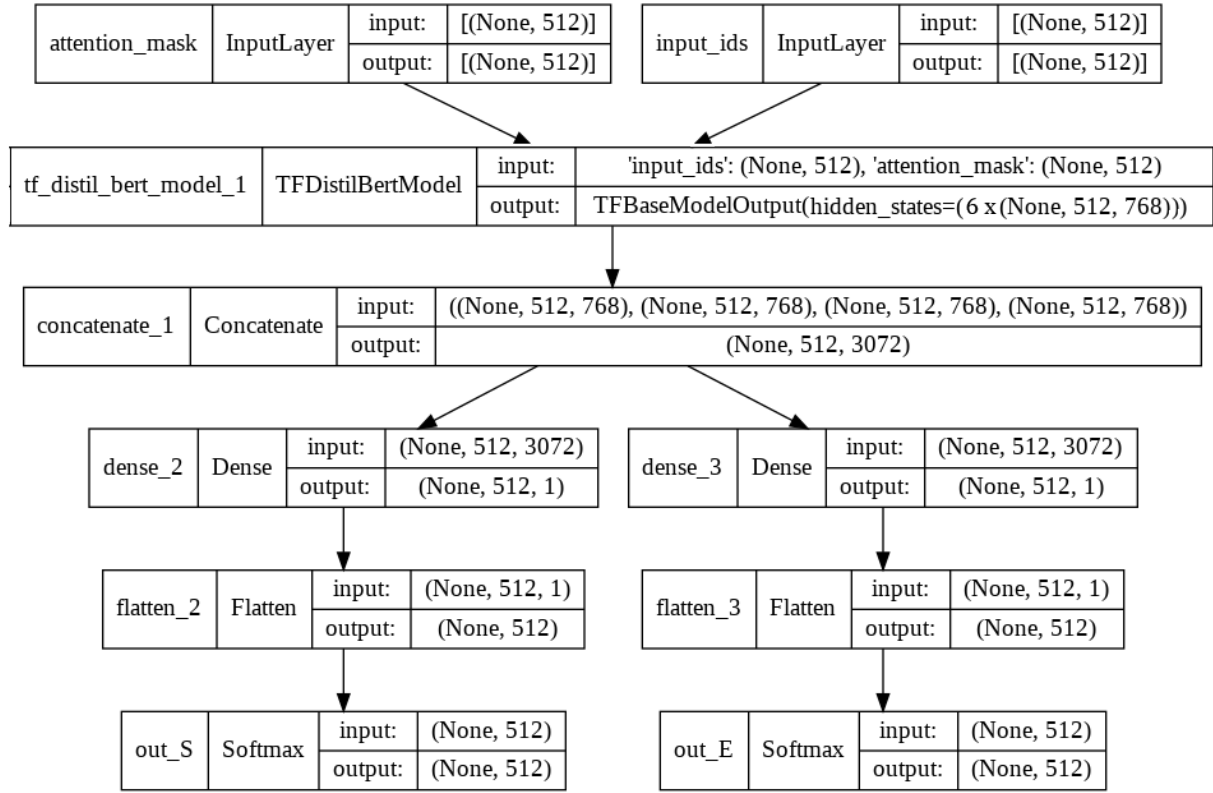 attention_mask InputLayer input: [(None, 512)] output: [(None, 512)]
input_ids InputLayer input: [(None, 512)] output: [(None, 512)]
tf_distil_bert_model_1 TFDistilBertModel input: 'input_ids': (None, 512), 'attention_mask': (None, 512)
output: TFBaseModelOutput(hidden_states=(6 x (None, 512, 768)))
concatenate_1 Concatenate input: ((None, 512, 768), (None, 512, 768), (None, 512, 768), (None, 512, 768))
output: (None, 512, 3072)
dense_2 Dense input: (None, 512, 3072) output: (None, 512, 1)
dense_3 Dense input: (None, 512, 3072) output: (None, 512, 1)
flatten_2 Flatten input: (None, 512, 1) output: (None, 512)
flatten_3 Flatten input: (None, 512, 1) output: (None, 512)
out_S Softmax input: (None, 512) output: (None, 512)
out_E Softmax input: (None, 512) output: (None, 512)